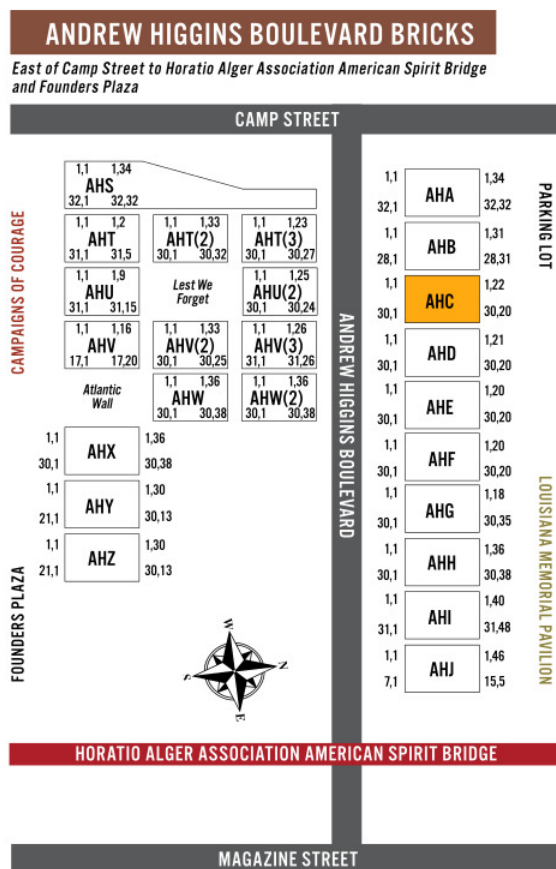 ANDREW HIGGINS BOULEVARD BRICKS
East of Camp Street to Horatio Alger Association American Spirit Bridge
and Founders Plaza
CAMP STREET
CAMPAIGNS OF COURAGE
FOUNDERS PLAZA
1,1 1,34
AHS
32,1 32,32
1,1 1,2
AHT
31,1 31,5
1,1 1,33
AHT(2)
30,1 30,32
1,1 1,23
AHT(3)
30,1 30,27
1,1 1,9
AHU
31,1 31,15
Lest We
Forget
1,1 1,25
AHU(2)
30,1 30,24
1,1 1,16
AHV
17,1 17,20
1,1 1,33
AHV(2)
30,1 30,25
1,1 1,26
AHV(3)
31,1 31,26
Atlantic
Wall
1,1 1,36
AHW
30,1 30,38
1,1 1,36
AHW(2)
30,1 30,38
1,1 1,36
AHX
30,1 30,38
1,1 1,30
AHY
21,1 30,13
1,1 1,30
AHZ
21,1 30,13
W
N
S
E
ANDREW HIGGINS BOULEVARD
1,1 1,34
AHA
32,1 32,32
1,1 1,31
AHB
28,1 28,31
1,1 1,22
AHC
30,1 30,20
1,1 1,21
AHD
30,1 30,20
1,1 1,20
AHE
30,1 30,20
1,1 1,20
AHF
30,1 30,20
1,1 1,18
AHG
30,1 30,35
1,1 1,36
AHH
30,1 30,38
1,1 1,40
AHI
31,1 31,48
1,1 1,46
AHJ
7,1 15,5
PARKING LOT
LOUISIANA MEMORIAL PAVILION
HORATIO ALGER ASSOCIATION AMERICAN SPIRIT BRIDGE
MAGAZINE STREET